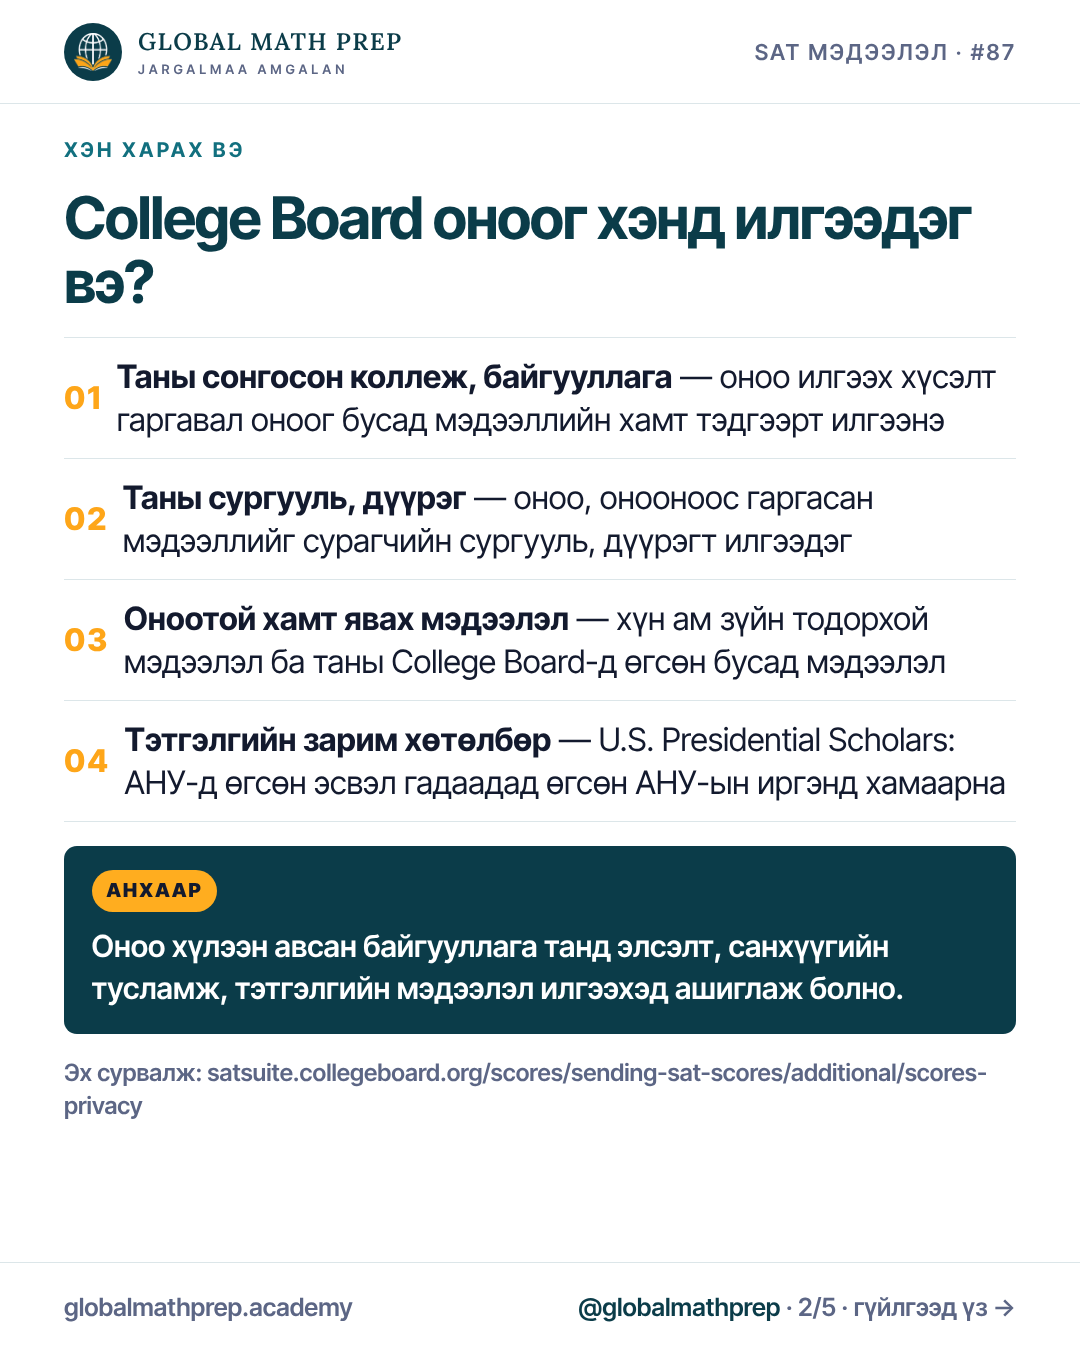 GLOBAL MATH PREP
JARGALMAA AMGALAN
SAT МЭДЭЭЛЭЛ · #87
ХЭН ХАРАХ ВЭ
College Board оноог хэнд илгээдэг
вэ?
01 Таны сонгосон коллеж, байгууллага — оноо илгээх хүсэлт
гаргавал оноог бусад мэдээллийн хамт тэдгээрт илгээнэ
02 Таны сургууль, дүүрэг — оноо, онооноос гаргасан
мэдээллийг сурагчийн сургууль, дүүрэгт илгээдэг
03 Оноотой хамт явах мэдээлэл — хүн ам зүйн тодорхой
мэдээлэл ба таны College Board-д өгсөн бусад мэдээлэл
04 Тэтгэлгийн зарим хөтөлбөр — U.S. Presidential Scholars:
АНУ-д өгсөн эсвэл гадаадад өгсөн АНУ-ын иргэнд хамаарна
АНХААР
Оноо хүлээн авсан байгууллага танд элсэлт, санхүүгийн
тусламж, тэтгэлгийн мэдээлэл илгээхэд ашиглаж болно.
Эх сурвалж: satsuite.collegeboard.org/scores/sending-sat-scores/additional/scores-
privacy
globalmathprep.academy
@globalmathprep · 2/5 · гүйлгээд үз →